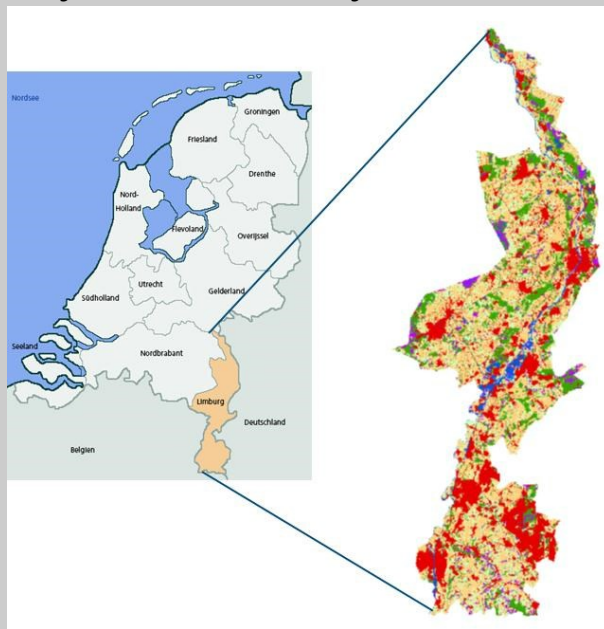 Nordsee
Groningen
Friesland
Drenthe
Nord-
Holland
Flevoland
Overijssel
Utrecht
Gelderland
Südholland
Seeland
Nordbrabant
Limburg
Deutschland
Belgien